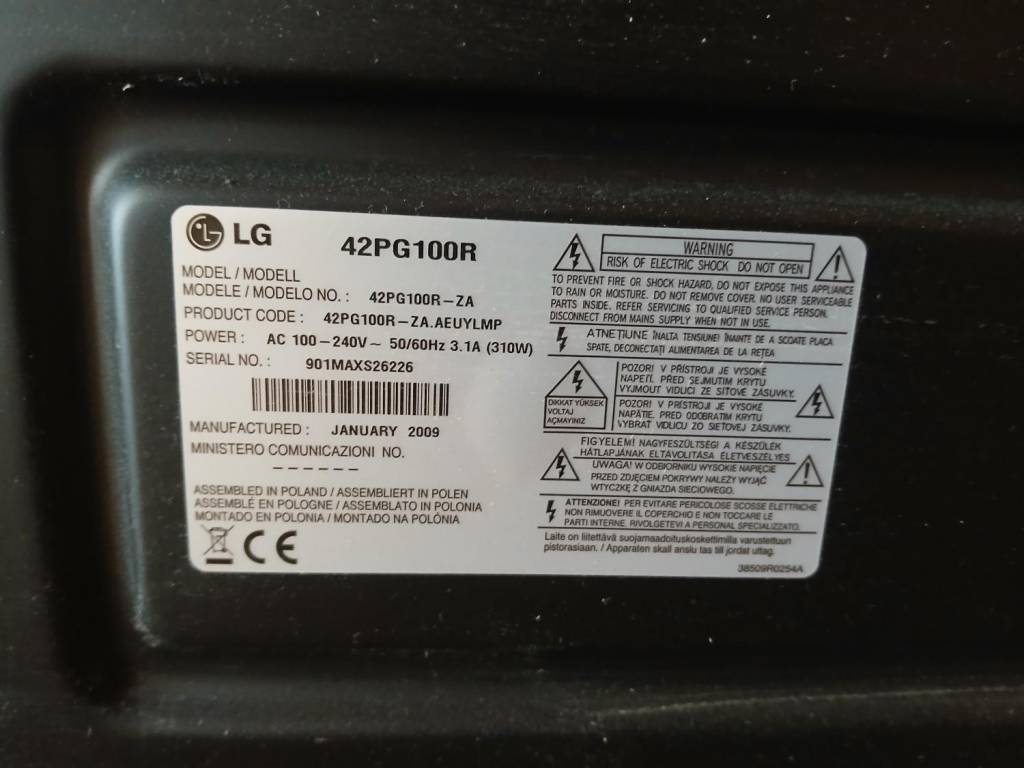 LG
42PG100R
MODEL / MODELL
MODELE / MODELO NO. : 42PG100R-ZA
PRODUCT CODE : 42PG100R-ZA.AEUYLMP
POWER : AC 100-240V~ 50/60Hz 3.1A (310W)
SERIAL NO. : 901MAXS26226
MANUFACTURED : JANUARY 2009
MINISTERO COMUNICAZIONI NO.
– – – – – –
ASSEMBLED IN POLAND / ASSEMBLIERT IN POLEN
ASSEMBLÉ EN POLOGNE / ASSEMBLATO IN POLONIA
MONTADO EN POLONIA / MONTADO NA POLÓNIA
CE
WARNING
RISK OF ELECTRIC SHOCK DO NOT OPEN
TO PREVENT FIRE OR SHOCK HAZARD, DO NOT EXPOSE THIS APPLIANCE
TO RAIN OR MOISTURE. DO NOT REMOVE COVER. NO USER SERVICEABLE
PARTS INSIDE. REFER SERVICING TO QUALIFIED SERVICE PERSON.
DISCONNECT FROM MAINS SUPPLY WHEN NOT IN USE.
ATNEȚIUNE ÎNALTA TENSIUNE! ÎNAINTE DE A SCOATE PLACA
SPATE, DECONECTAȚI ALIMENTAREA DE LA REȚEA
DIKKAT YÜKSEK
VOLTAJ
AÇMAYINIZ
POZOR! V PŘÍSTROJI JE VYSOKÉ
NAPĚTÍ. PŘED SEJMUTIM KRYTU
VYJMOUT VIDLICI ZE SÍŤOVÉ ZÁSUVKY.
POZOR! V PRÍSTROJI JE VYSOKÉ
NAPÄTIE. PRED ODOBRATIM KRYTU
VYBRAŤ VIDLICU ZO SIEŤOVEJ ZÁSUVKY.
FIGYELEM! NAGYFESZÜLTSÉG! A KÉSZÜLÉK
HÁTLAPJÁNAK ELTÁVOLÍTÁSA ÉLETVESZÉLYES
UWAGA! W ODBIORNIKU WYSOKIE NAPIĘCIE
PRZED ZDJĘCIEM POKRYWY NALEŻY WYJĄĆ
WTYCZKĘ Z GNIAZDA SIECIOWEGO.
ATTENZIONE! PER EVITARE PERICOLOSE SCOSSE ELETTRICHE
NON RIMUOVERE IL COPERCHIO E NON TOCCARE LE
PARTI INTERNE. RIVOLGETEVI A PERSONAL SPECIALIZZATO.
Laite on liitettävä suojamaadoituskoskettimilla varustettuun
pistorasiaan. / Apparaten skall anslu tas till jordat uttag.
38509R0254A